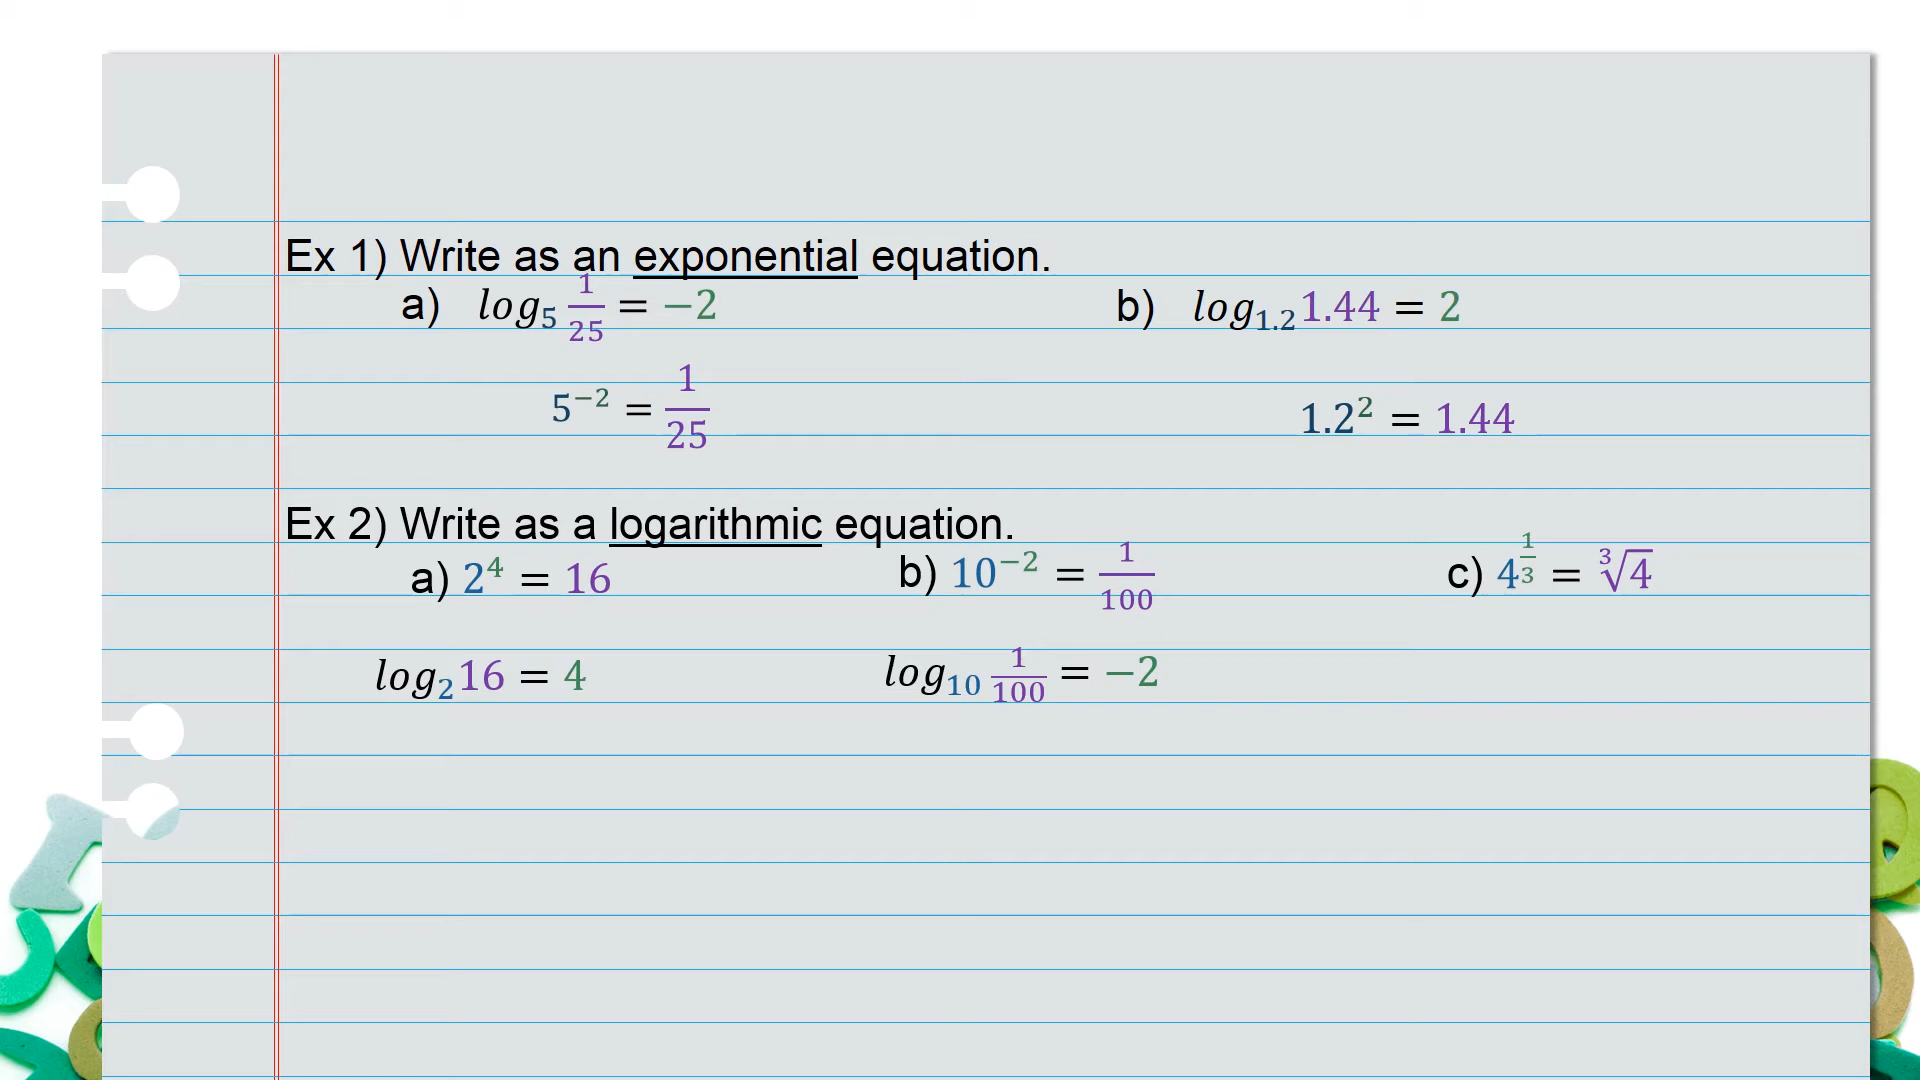 Ex 1) Write as an exponential equation.
a) log₅ 1/25 = −2 b) log₁.₂ 1.44 = 2
5⁻² = 1/25 1.2² = 1.44
Ex 2) Write as a logarithmic equation.
a) 2⁴ = 16 b) 10⁻² = 1/100 c) 4^(1/3) = ∛4
log₂ 16 = 4 log₁₀ 1/100 = −2